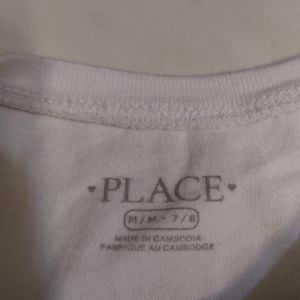 PLACE
M/M • 7/8
MADE IN CAMBODIA
FABRIQUÉ AU CAMBODGE